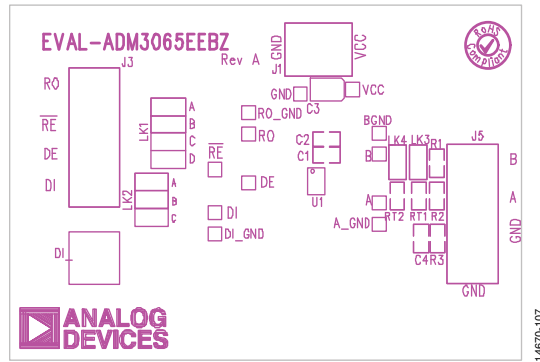 EVAL-ADM3065EEBZ
Rev A
GND
VCC
J1
RoHS
Compliant
J3
RO
RE
DE
DI
A
B
C
D
LK1
A
B
C
LK2
GND
VCC
C3
RO_GND
RO
RE
DE
DI
DI_GND
C2
C1
U1
BGND
B
A
A_GND
LK4
LK3
R1
RT2
RT1
R2
C4
R3
J5
B
A
GND
GND
DI
ANALOG
DEVICES
14670-107